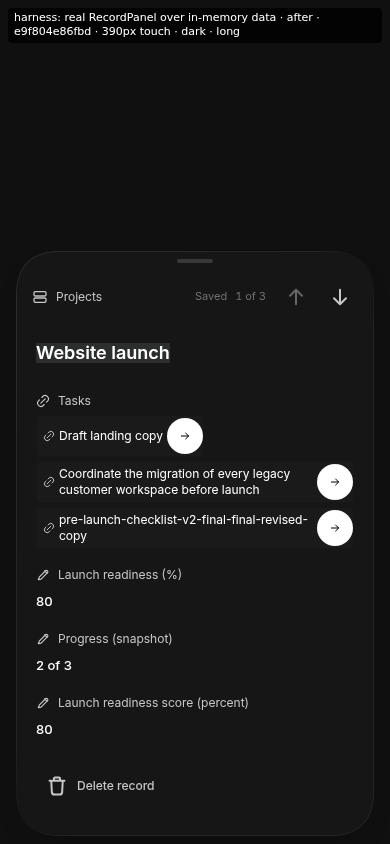 harness: real RecordPanel over in-memory data · after ·
e9f804e86fbd · 390px touch · dark · long
Projects
Saved 1 of 3
Website launch
Tasks
Draft landing copy
Coordinate the migration of every legacy
customer workspace before launch
pre-launch-checklist-v2-final-final-revised-
copy
Launch readiness (%)
80
Progress (snapshot)
2 of 3
Launch readiness score (percent)
80
Delete record